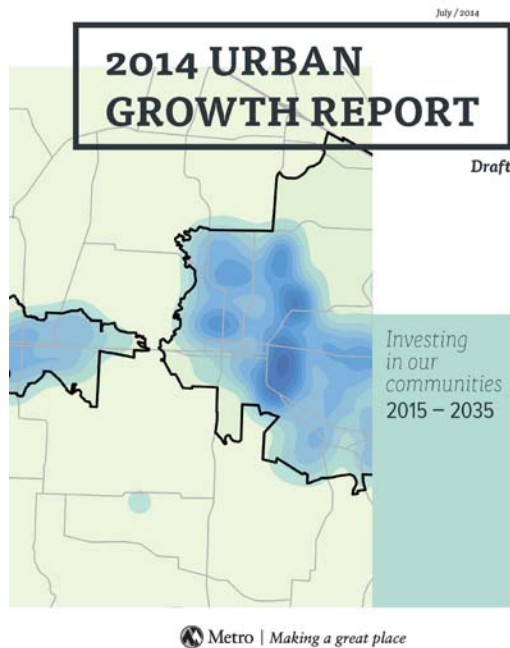 July / 2014
2014 URBAN
GROWTH REPORT
Draft
Investing
in our
communities
2015 – 2035
Metro | Making a great place